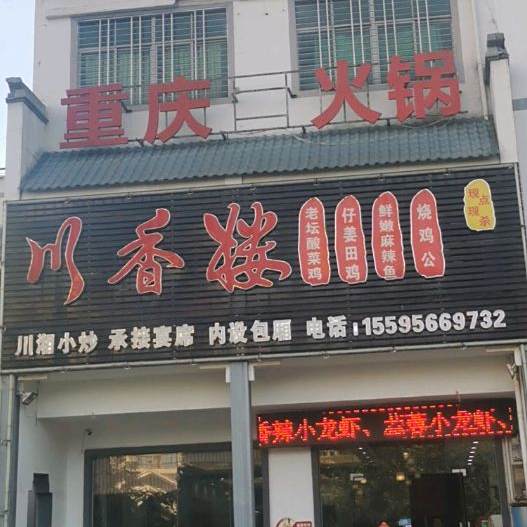 重庆 火锅
川香楼
老坛酸菜鸡
仔姜田鸡
鲜嫩麻辣鱼
烧鸡公
现点
现杀
川湘小炒 承接宴席 内设包厢 电话：15595669732
香辣小龙虾、蒜蓉小龙虾、